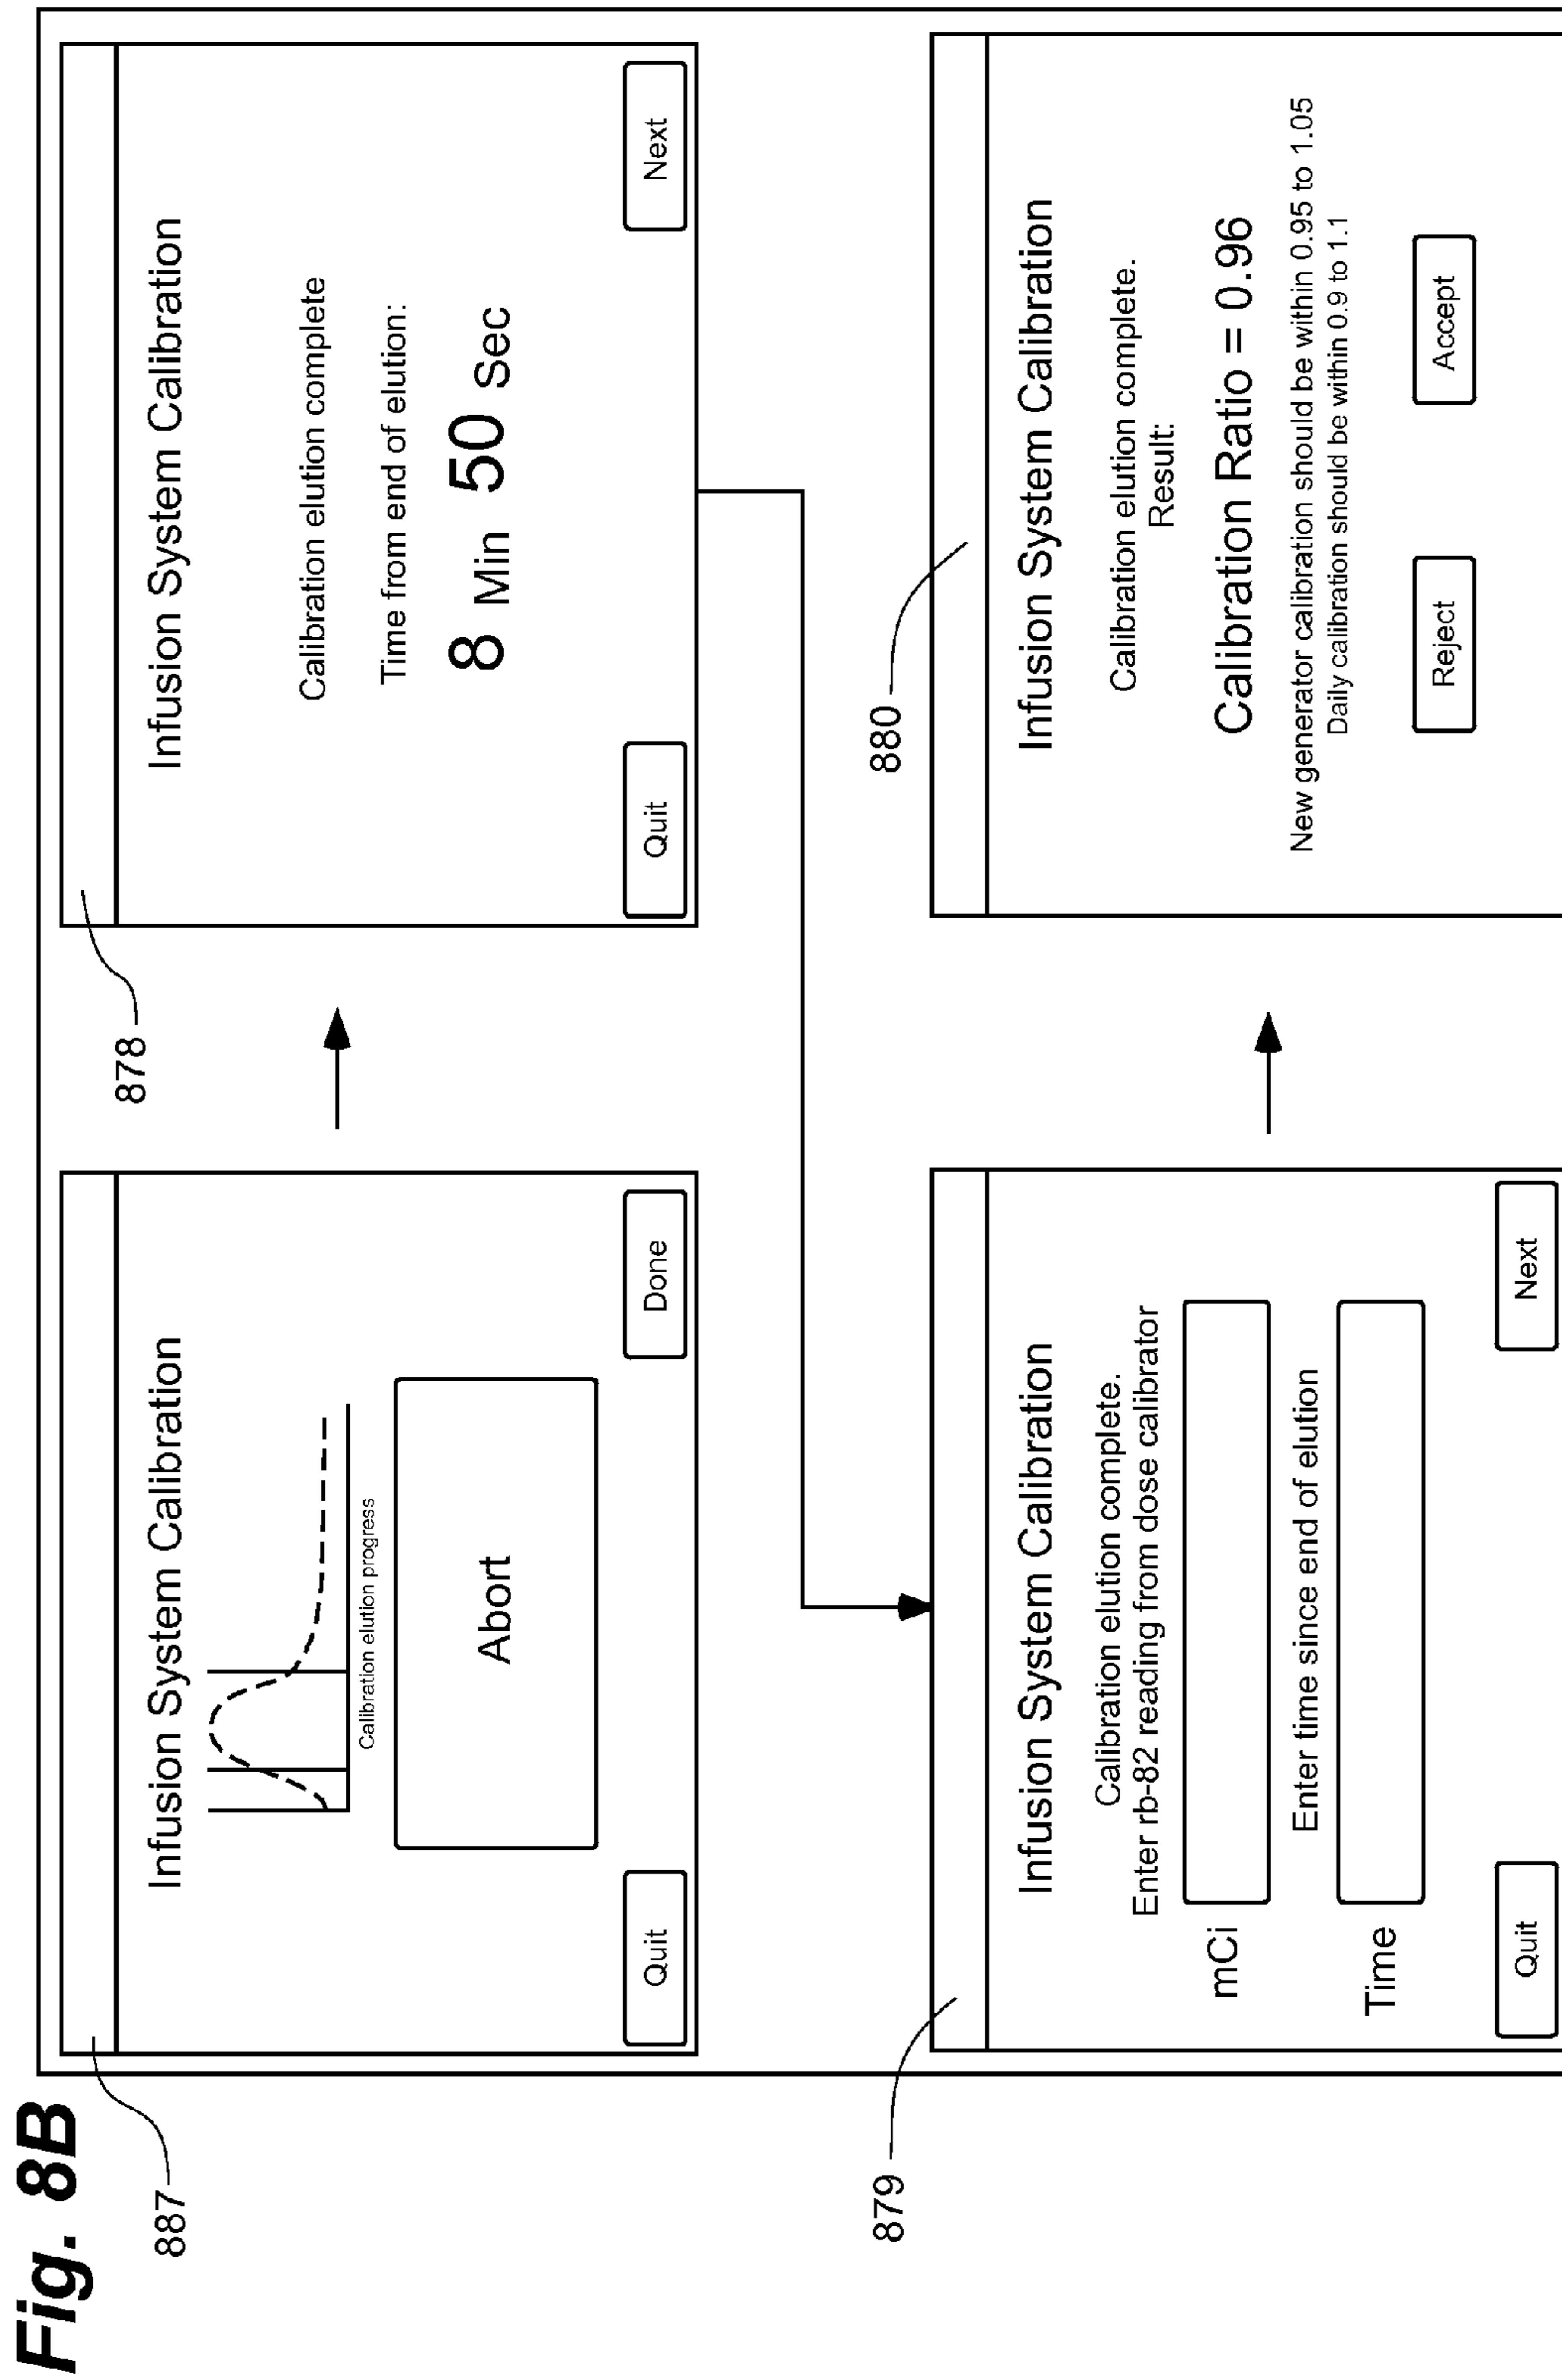 Fig. 8B
887
Infusion System Calibration
Calibration elution progress
Abort
Quit
Done
878
Infusion System Calibration
Calibration elution complete
Time from end of elution:
8 Min 50 Sec
Quit
Next
879
Infusion System Calibration
Calibration elution complete.
Enter rb-82 reading from dose calibrator
mCi
Enter time since end of elution
Time
Quit
Next
880
Infusion System Calibration
Calibration elution complete.
Result:
Calibration Ratio = 0.96
New generator calibration should be within 0.95 to 1.05
Daily calibration should be within 0.9 to 1.1
Reject
Accept